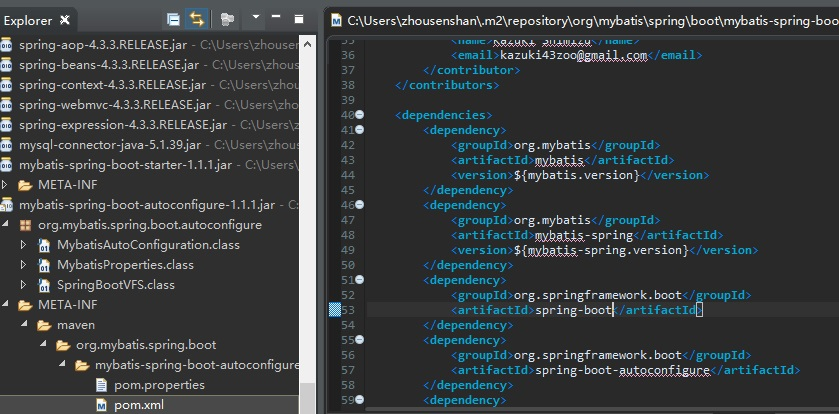 Explorer
spring-aop-4.3.3.RELEASE.jar - C:\Users\zhouser
spring-beans-4.3.3.RELEASE.jar - C:\Users\z
spring-context-4.3.3.RELEASE.jar - C:\Users
spring-webmvc-4.3.3.RELEASE.jar - C:\User
spring-expression-4.3.3.RELEASE.jar - C:\Us
mysql-connector-java-5.1.39.jar - C:\Users\z
mybatis-spring-boot-starter-1.1.1.jar - C:\Us
META-INF
mybatis-spring-boot-autoconfigure-1.1.1.jar - C
org.mybatis.spring.boot.autoconfigure
MybatisAutoConfiguration.class
MybatisProperties.class
SpringBootVFS.class
META-INF
maven
org.mybatis.spring.boot
mybatis-spring-boot-autoconfigure
pom.properties
pom.xml
C:\Users\zhousenshan\.m2\repository\org\mybatis\spring\boot\mybatis-spring-boo
35 <name>Kazuki Shimizu</name>
36 <email>kazuki43zoo@gmail.com</email>
37 </contributor>
38 </contributors>
39
40 <dependencies>
41 <dependency>
42 <groupId>org.mybatis</groupId>
43 <artifactId>mybatis</artifactId>
44 <version>${mybatis.version}</version>
45 </dependency>
46 <dependency>
47 <groupId>org.mybatis</groupId>
48 <artifactId>mybatis-spring</artifactId>
49 <version>${mybatis-spring.version}</version>
50 </dependency>
51 <dependency>
52 <groupId>org.springframework.boot</groupId>
53 <artifactId>spring-boot</artifactId>
54 </dependency>
55 <dependency>
56 <groupId>org.springframework.boot</groupId>
57 <artifactId>spring-boot-autoconfigure</artifactId>
58 </dependency>
59 <dependency>